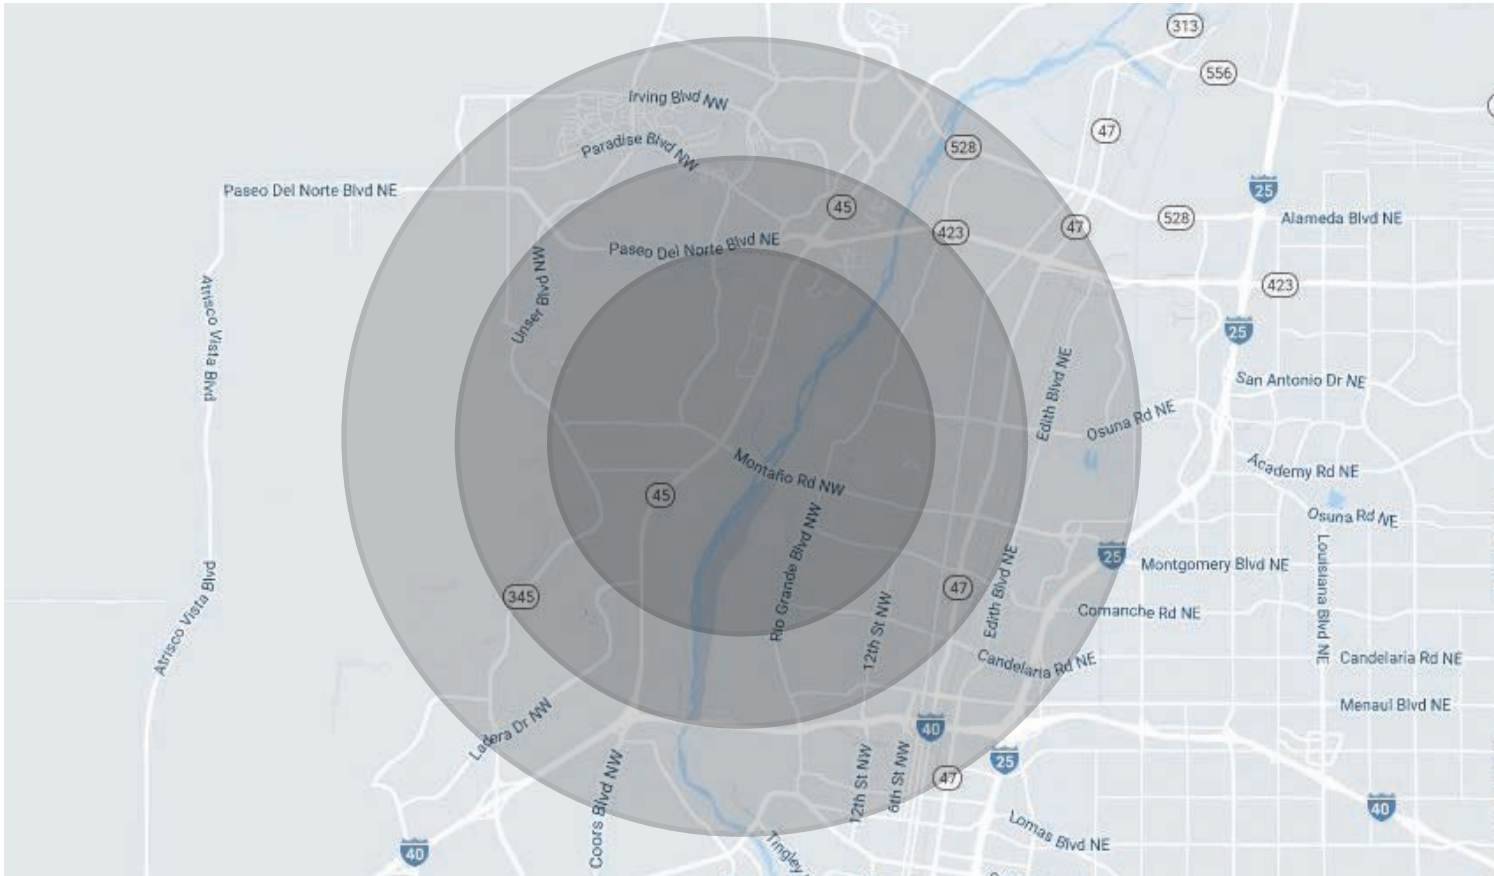 313
556
Irving Blvd NW
47
Paradise Blvd NW
528
25
Paseo Del Norte Blvd NE
45
528
Alameda Blvd NE
47
423
Paseo Del Norte Blvd NE
Unser Blvd NW
423
Atrisco Vista Blvd
25
San Antonio Dr NE
Edith Blvd NE
Osuna Rd NE
Montaño Rd NW
Academy Rd NE
45
Osuna Rd NE
Rio Grande Blvd NW
25
Montgomery Blvd NE
Louisiana Blvd NE
345
47
Edith Blvd NE
Comanche Rd NE
Atrisco Vista Blvd
12th St NW
Candelaria Rd NE
Candelaria Rd NE
Ladera Dr NW
Menaul Blvd NE
40
25
Coors Blvd NW
12th St NW
6th St NW
47
40
Lomas Blvd NE
40
Tingley